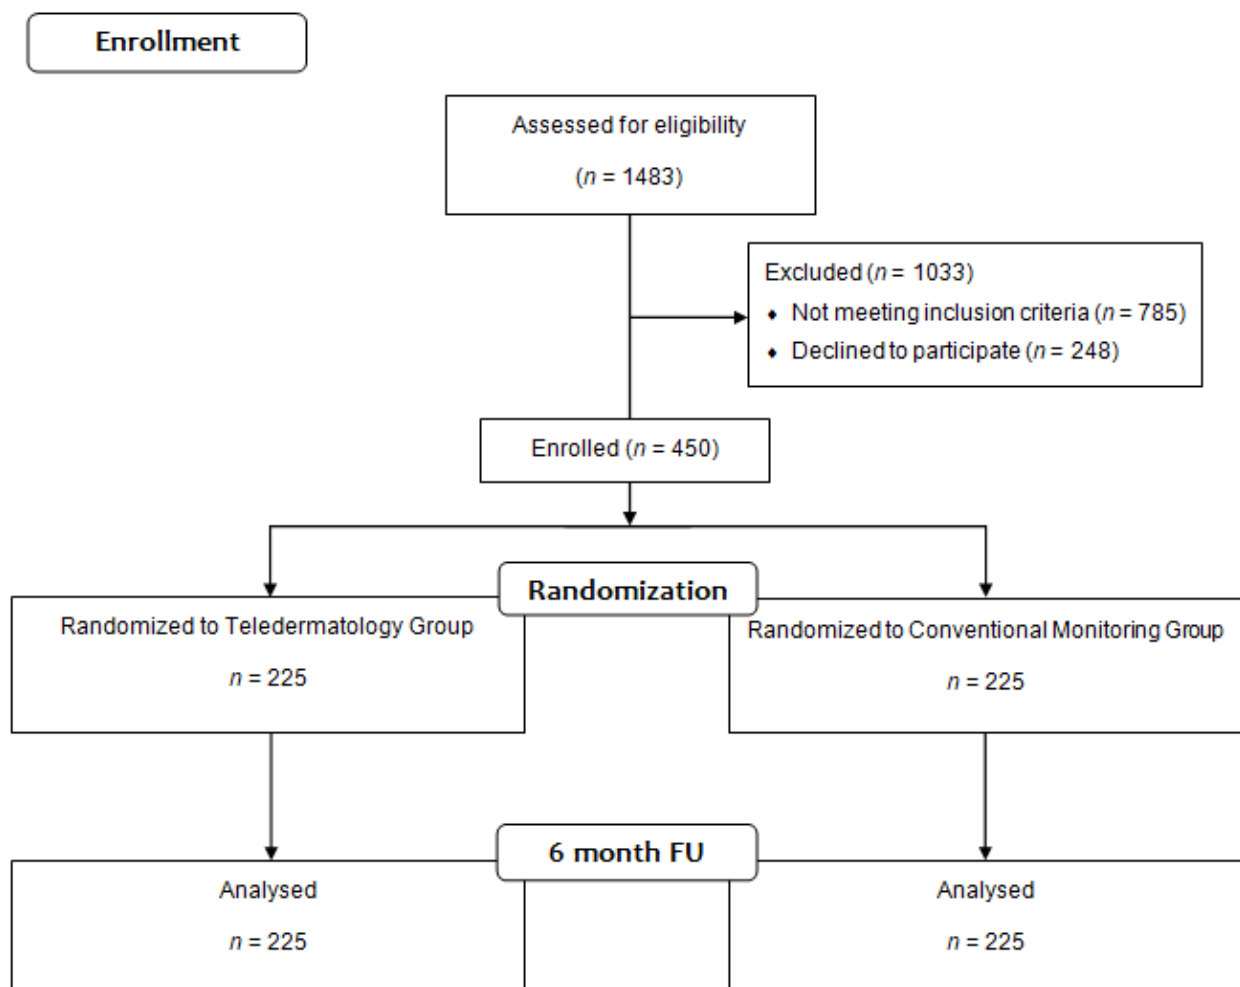 Enrollment
Assessed for eligibility
(n = 1483)
Excluded (n = 1033)
♦ Not meeting inclusion criteria (n = 785)
♦ Declined to participate (n = 248)
Enrolled (n = 450)
Randomization
Randomized to Teledermatology Group
n = 225
Randomized to Conventional Monitoring Group
n = 225
6 month FU
Analysed
n = 225
Analysed
n = 225